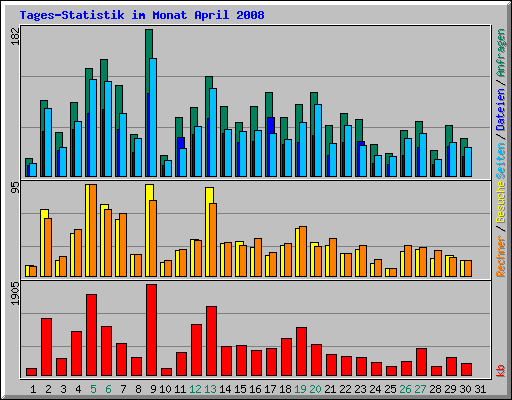 Tages-Statistik im Monat April 2008
182
95
1905
Rechner / Besuche Seiten / Dateien / Anfragen
kb
1 2 3 4 5 6 7 8 9 10 11 12 13 14 15 16 17 18 19 20 21 22 23 24 25 26 27 28 29 30 31